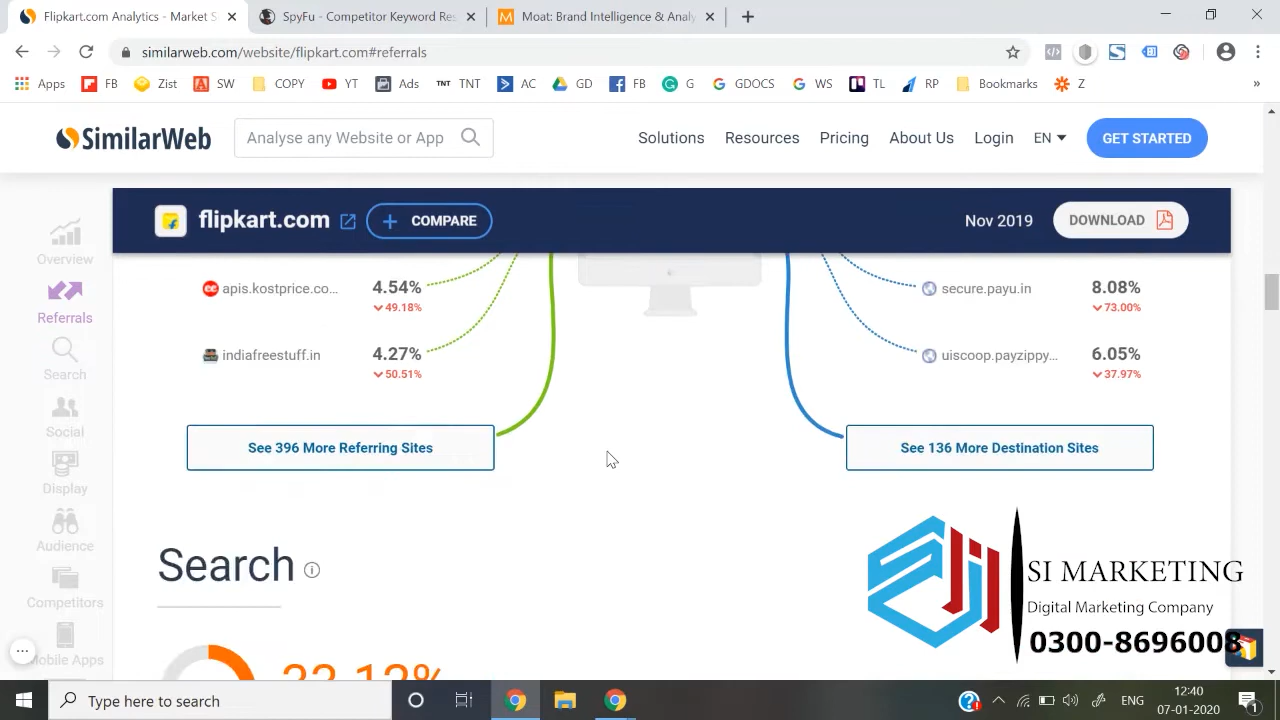 Flipkart.com Analytics - Market S
SpyFu - Competitor Keyword Res
Moat: Brand Intelligence & Analy
similarweb.com/website/flipkart.com#referrals
Apps FB Zist SW COPY YT Ads TNT TNT AC GD FB G GDOCS WS TL RP Bookmarks Z
SimilarWeb
Analyse any Website or App
Solutions Resources Pricing About Us Login EN GET STARTED
flipkart.com
+ COMPARE
Nov 2019
DOWNLOAD
Overview
Referrals
Search
Social
Display
Audience
Competitors
Mobile Apps
apis.kostprice.co... 4.54%
49.18%
indiafreestuff.in 4.27%
50.51%
See 396 More Referring Sites
secure.payu.in 8.08%
73.00%
uiscoop.payzippy... 6.05%
37.97%
See 136 More Destination Sites
Search
SI MARKETING
Digital Marketing Company
0300-8696008
Type here to search
ENG
12:40
07-01-2020
1